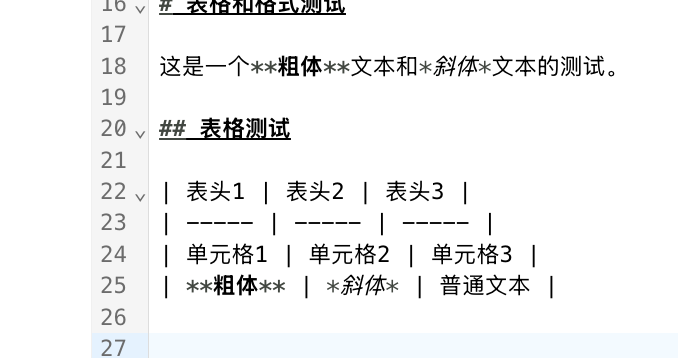 16 # 表格和格式测试
17
18 这是一个**粗体**文本和*斜体*文本的测试。
19
20 ## 表格测试
21
22 | 表头1 | 表头2 | 表头3 |
23 | ----- | ----- | ----- |
24 | 单元格1 | 单元格2 | 单元格3 |
25 | **粗体** | *斜体* | 普通文本 |
26
27